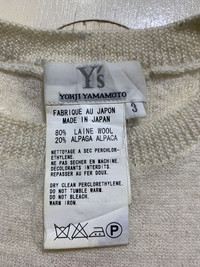 Y's
YOHJI YAMAMOTO
3
FABRIQUE AU JAPON
MADE IN JAPAN
80% LAINE WOOL
20% ALPAGA ALPACA
NETTOYAGE A SEC PERCHLOR-
ETHYLENE.
NE PAS SECHER EN MACHINE.
DECOLORANTS INTERDITS.
REPASSER AU FER DOUX.
DRY CLEAN PERCLORETHYLENE.
DO NOT TUMBLE WARM.
DO NOT BLEACH.
WARM IRON.
P